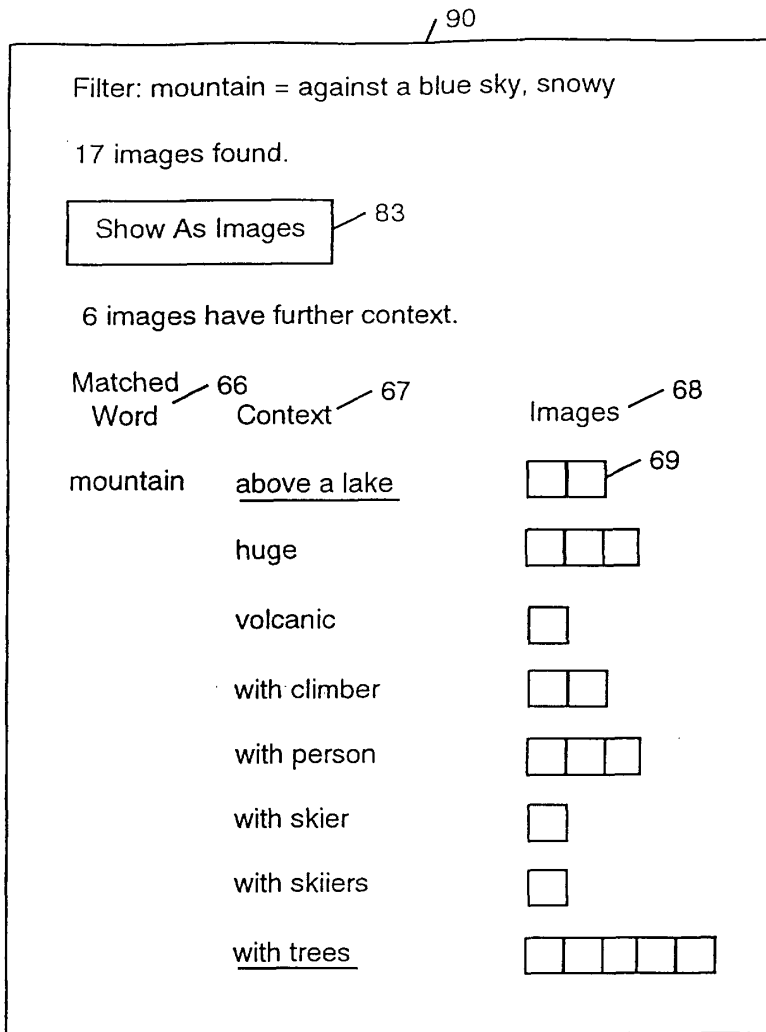 90
Filter: mountain = against a blue sky, snowy
17 images found.
Show As Images 83
6 images have further context.
Matched
Word 66 Context 67 Images 68
mountain above a lake 69
huge
volcanic
with climber
with person
with skier
with skiiers
with trees